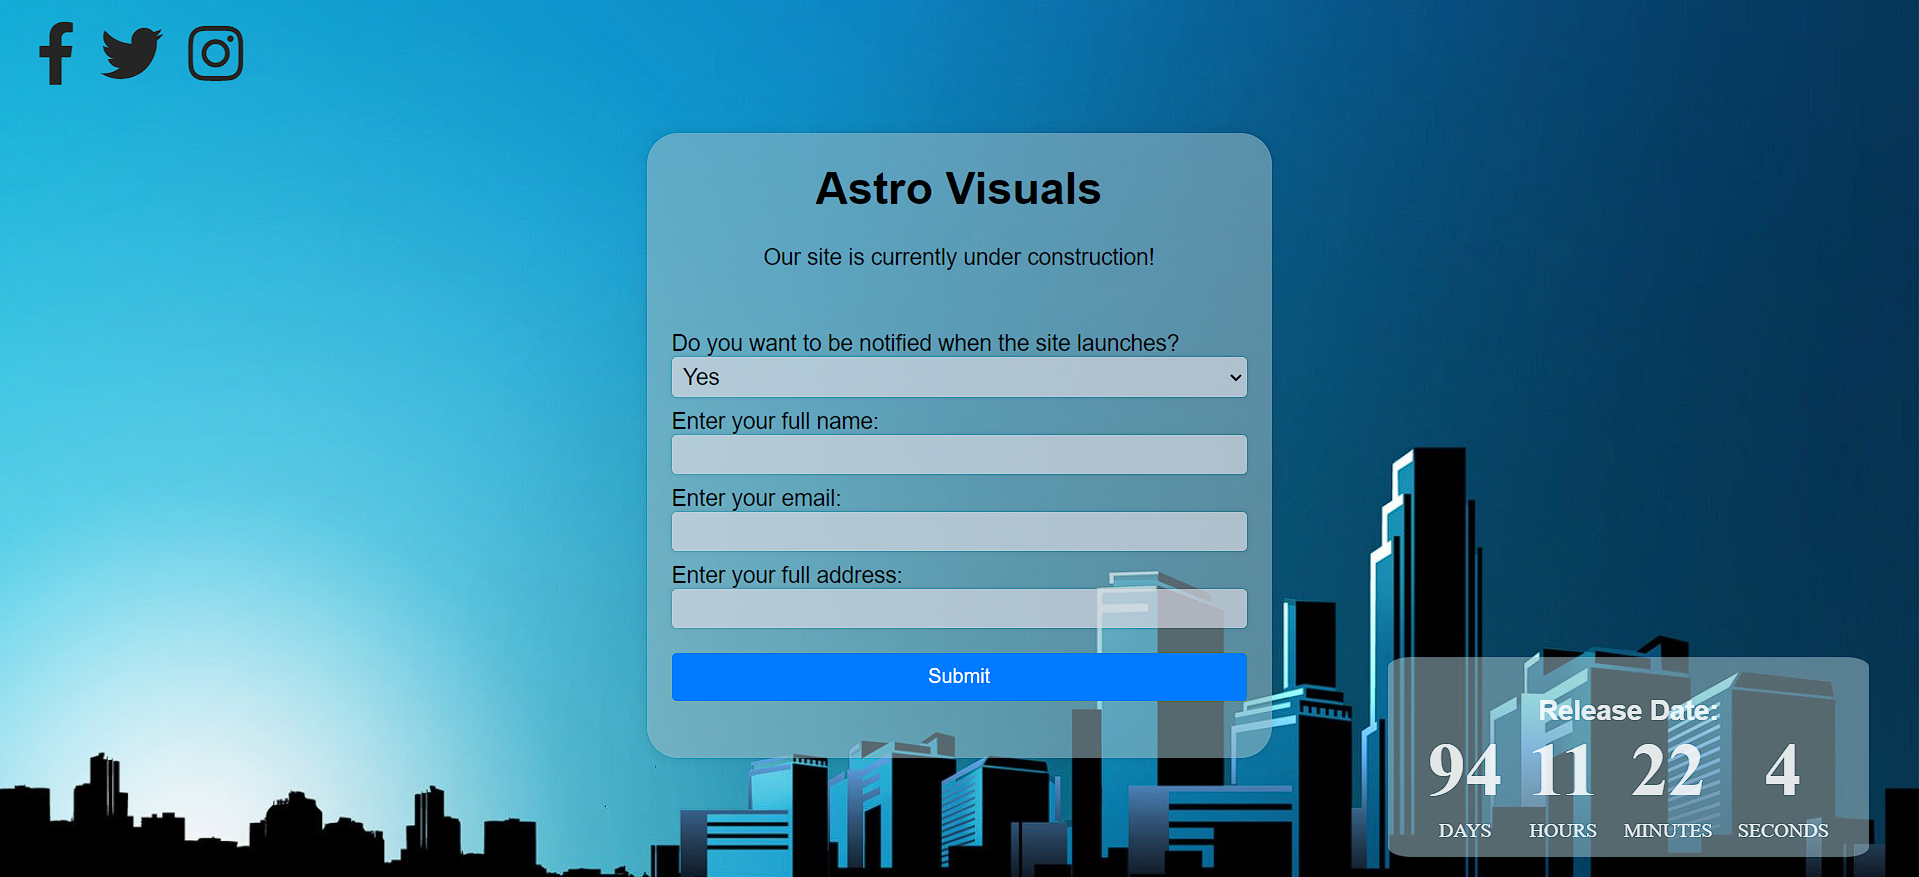 Astro Visuals
Our site is currently under construction!
Do you want to be notified when the site launches?
Yes
Enter your full name:
Enter your email:
Enter your full address:
Submit
Release Date:
94 11 22 4
DAYS HOURS MINUTES SECONDS